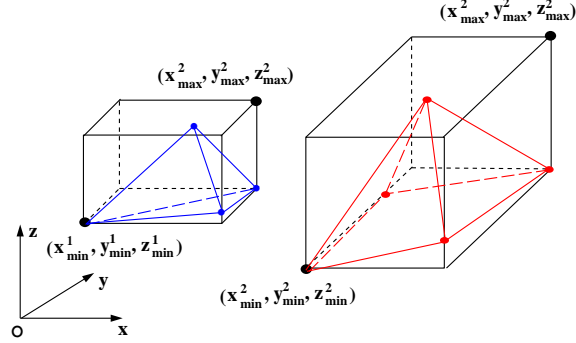 (x²max, y²max, z²max)
(x²max, y²max, z²max)
(x¹min, y¹min, z¹min)
(x²min, y²min, z²min)
z
y
x
O